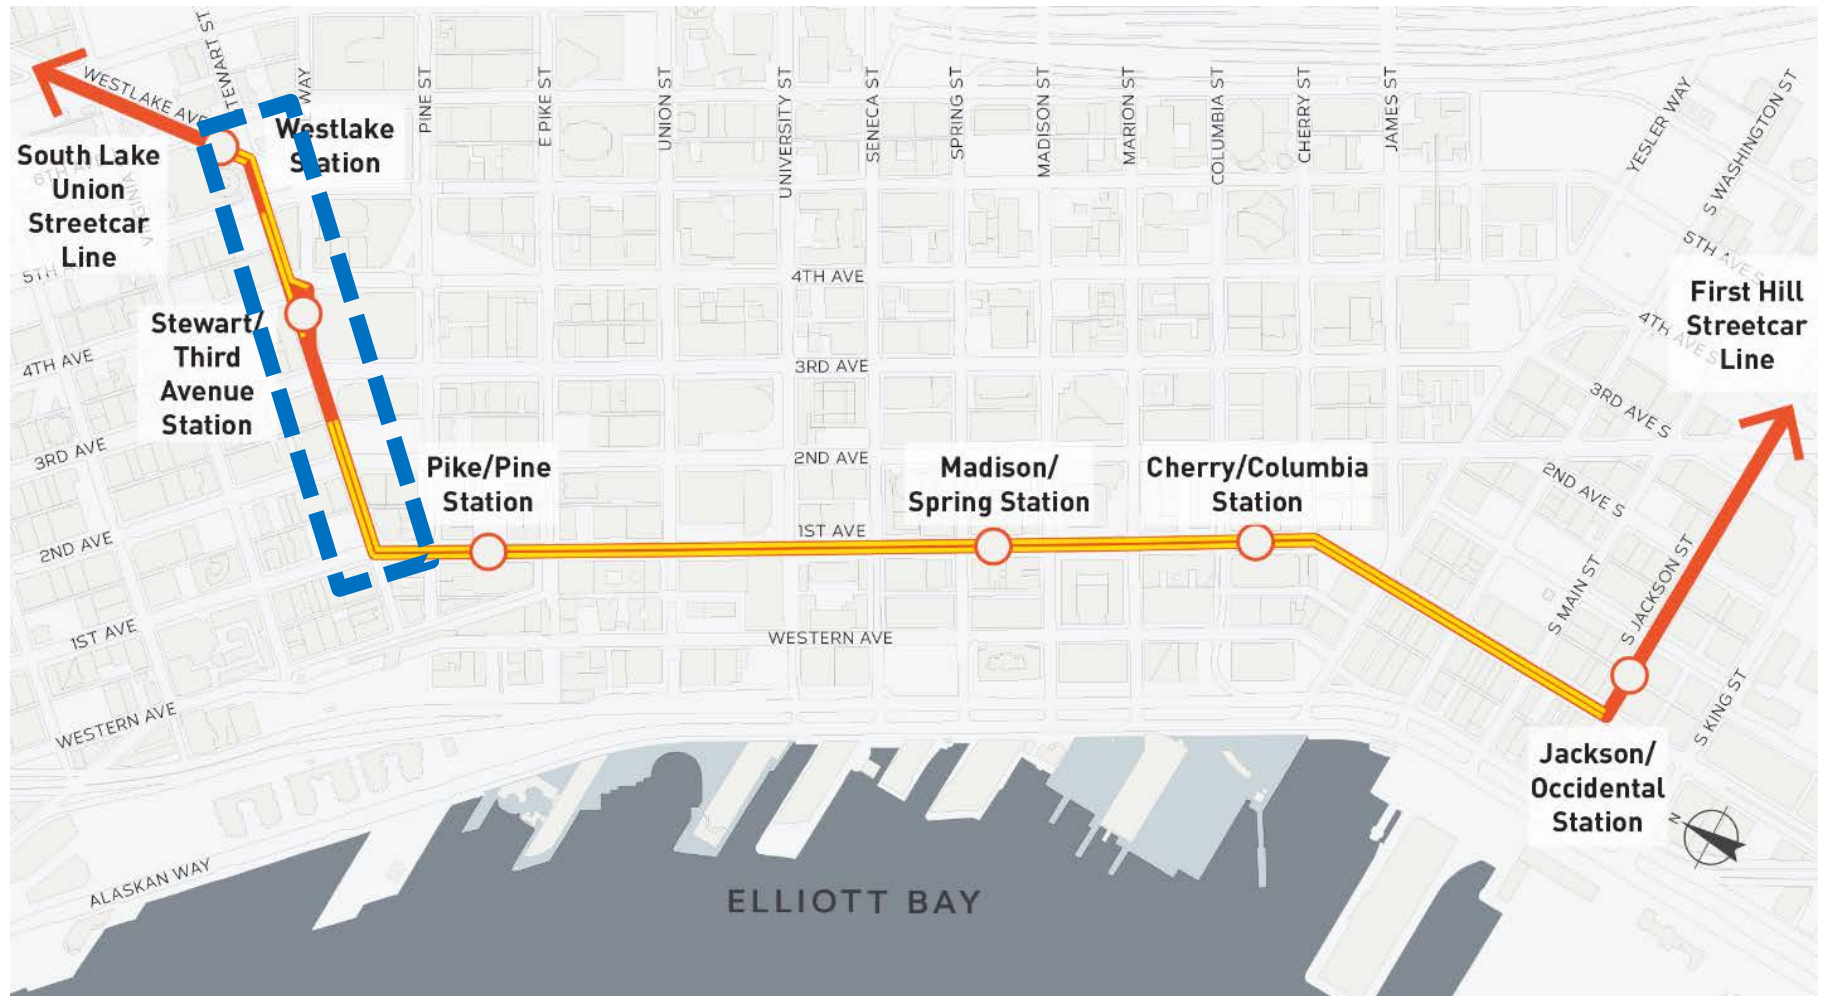 WESTLAKE AVE
STEWART ST
WAY
PINE ST
E PIKE ST
UNION ST
UNIVERSITY ST
SENECA ST
SPRING ST
MADISON ST
MARION ST
COLUMBIA ST
CHERRY ST
JAMES ST
YESLER WAY
S WASHINGTON ST
Westlake
Station
South Lake
Union
Streetcar
Line
6TH
5TH
5TH AVE S
4TH AVE
First Hill
Streetcar
Line
4TH AVE S
Stewart/
Third
Avenue
Station
4TH AVE
3RD AVE
3RD AVE S
3RD AVE
2ND AVE
2ND AVE S
Pike/Pine
Station
Madison/
Spring Station
Cherry/Columbia
Station
1ST AVE
2ND AVE
S MAIN ST
S JACKSON ST
1ST AVE
WESTERN AVE
S KING ST
WESTERN AVE
Jackson/
Occidental
Station
N
ALASKAN WAY
ELLIOTT BAY